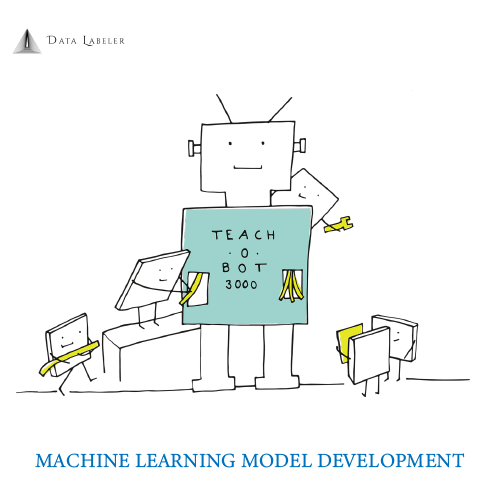 DATA LABELER
TEACH
·O·
BOT
3000
MACHINE LEARNING MODEL DEVELOPMENT